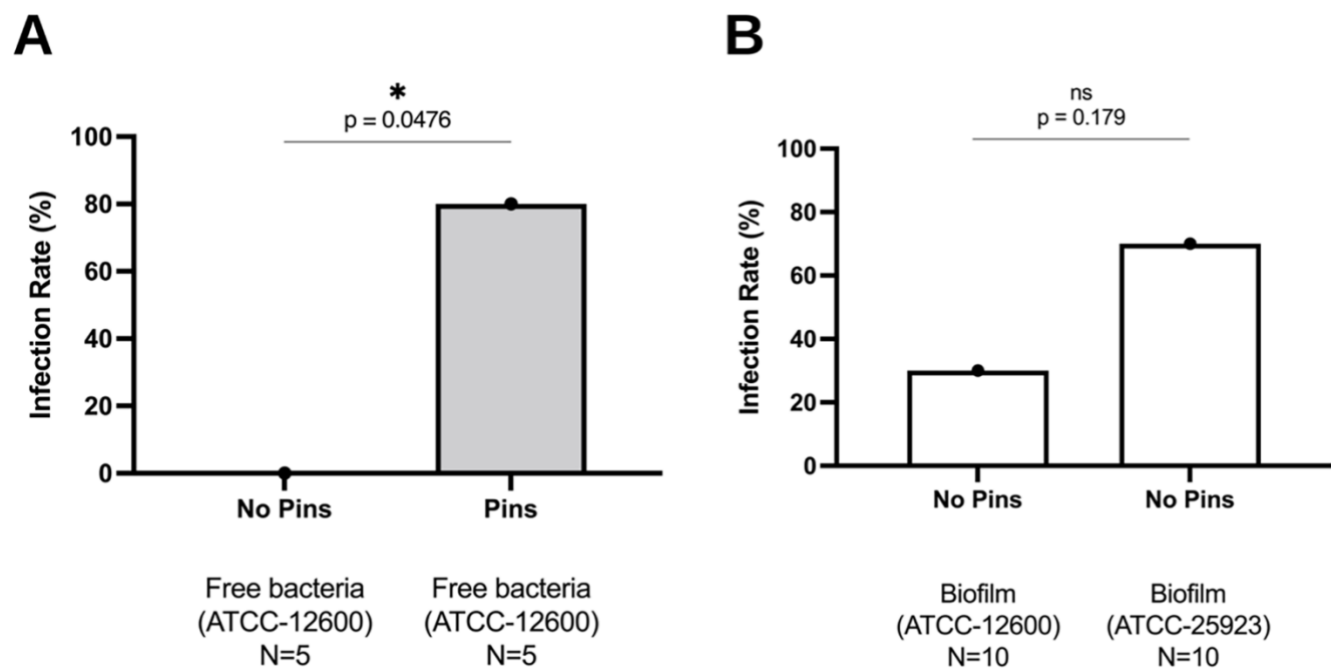 A
*
p = 0.0476
Infection Rate (%)
100
80
60
40
20
0
No Pins
Pins
Free bacteria
(ATCC-12600)
N=5
Free bacteria
(ATCC-12600)
N=5
B
ns
p = 0.179
Infection Rate (%)
100
80
60
40
20
0
No Pins
No Pins
Biofilm
(ATCC-12600)
N=10
Biofilm
(ATCC-25923)
N=10